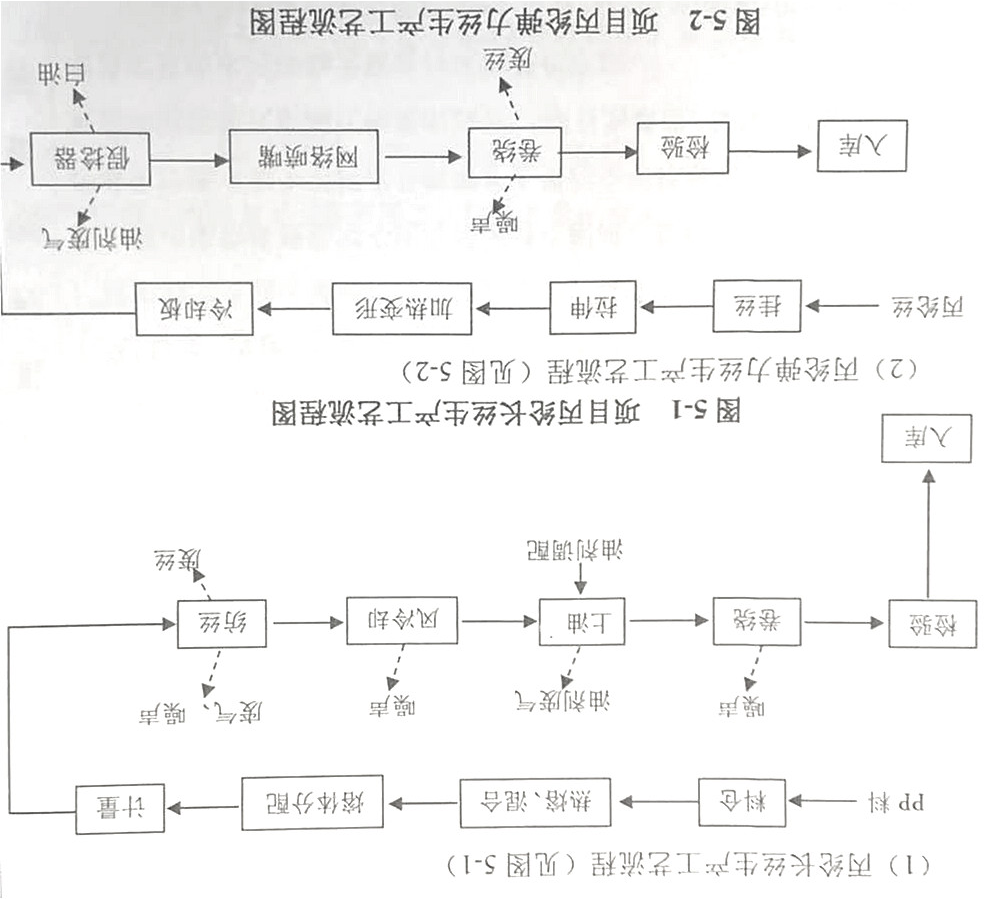 （1）丙纶长丝生产工艺流程（见图 5-1）
PP 料 料仓 热熔、混合 熔体分配 计量
噪声 油剂废气 噪声 废气、噪声
检验 卷绕 上油 风冷却 纺丝
油剂调配 废丝
入库
图 5-1 项目丙纶长丝生产工艺流程图
（2）丙纶弹力丝生产工艺流程（见图 5-2）
丙纶丝 挂丝 拉伸 加热变形 冷却板
噪声 油剂废气
入库 检验 卷绕 网络喷嘴 假捻器
废丝 白油
图 5-2 项目丙纶弹力丝生产工艺流程图